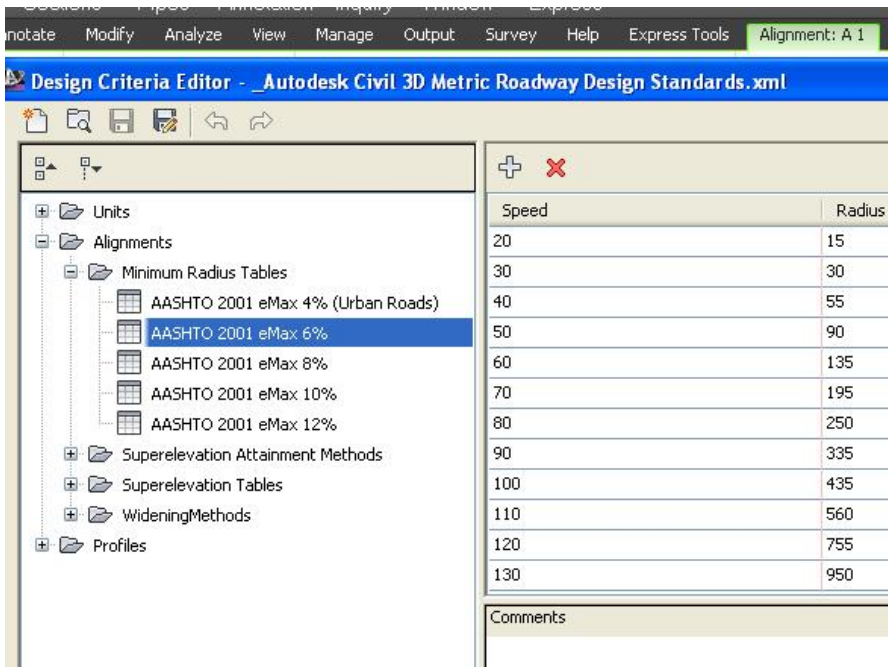 notate Modify Analyze View Manage Output Survey Help Express Tools Alignment: A 1
Design Criteria Editor - _Autodesk Civil 3D Metric Roadway Design Standards.xml
Units
Alignments
Minimum Radius Tables
AASHTO 2001 eMax 4% (Urban Roads)
AASHTO 2001 eMax 6%
AASHTO 2001 eMax 8%
AASHTO 2001 eMax 10%
AASHTO 2001 eMax 12%
Superelevation Attainment Methods
Superelevation Tables
WideningMethods
Profiles
Speed Radius
20 15
30 30
40 55
50 90
60 135
70 195
80 250
90 335
100 435
110 560
120 755
130 950
Comments